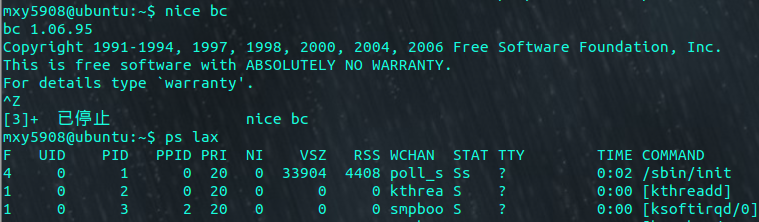 mxy5908@ubuntu:~$ nice bc
bc 1.06.95
Copyright 1991-1994, 1997, 1998, 2000, 2004, 2006 Free Software Foundation, Inc.
This is free software with ABSOLUTELY NO WARRANTY.
For details type `warranty'.
^Z
[3]+  已停止               nice bc
mxy5908@ubuntu:~$ ps lax
F   UID   PID  PPID PRI  NI    VSZ   RSS WCHAN  STAT TTY        TIME COMMAND
4     0     1     0  20   0  33904  4408 poll_s Ss   ?          0:02 /sbin/init
1     0     2     0  20   0      0     0 kthrea S    ?          0:00 [kthreadd]
1     0     3     2  20   0      0     0 smpboo S    ?          0:00 [ksoftirqd/0]